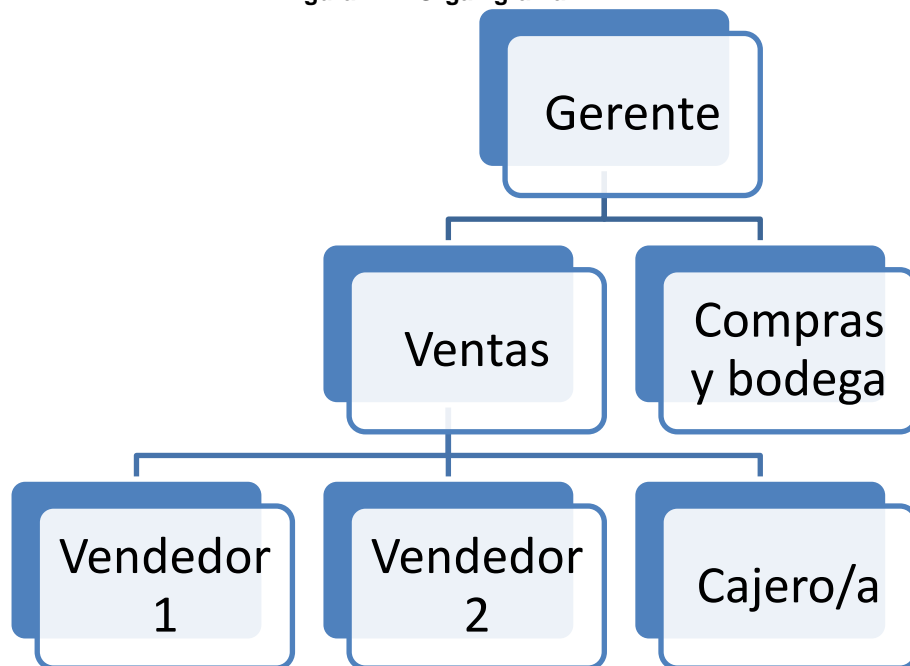 Gerente
Ventas
Compras
y bodega
Vendedor
1
Vendedor
2
Cajero/a